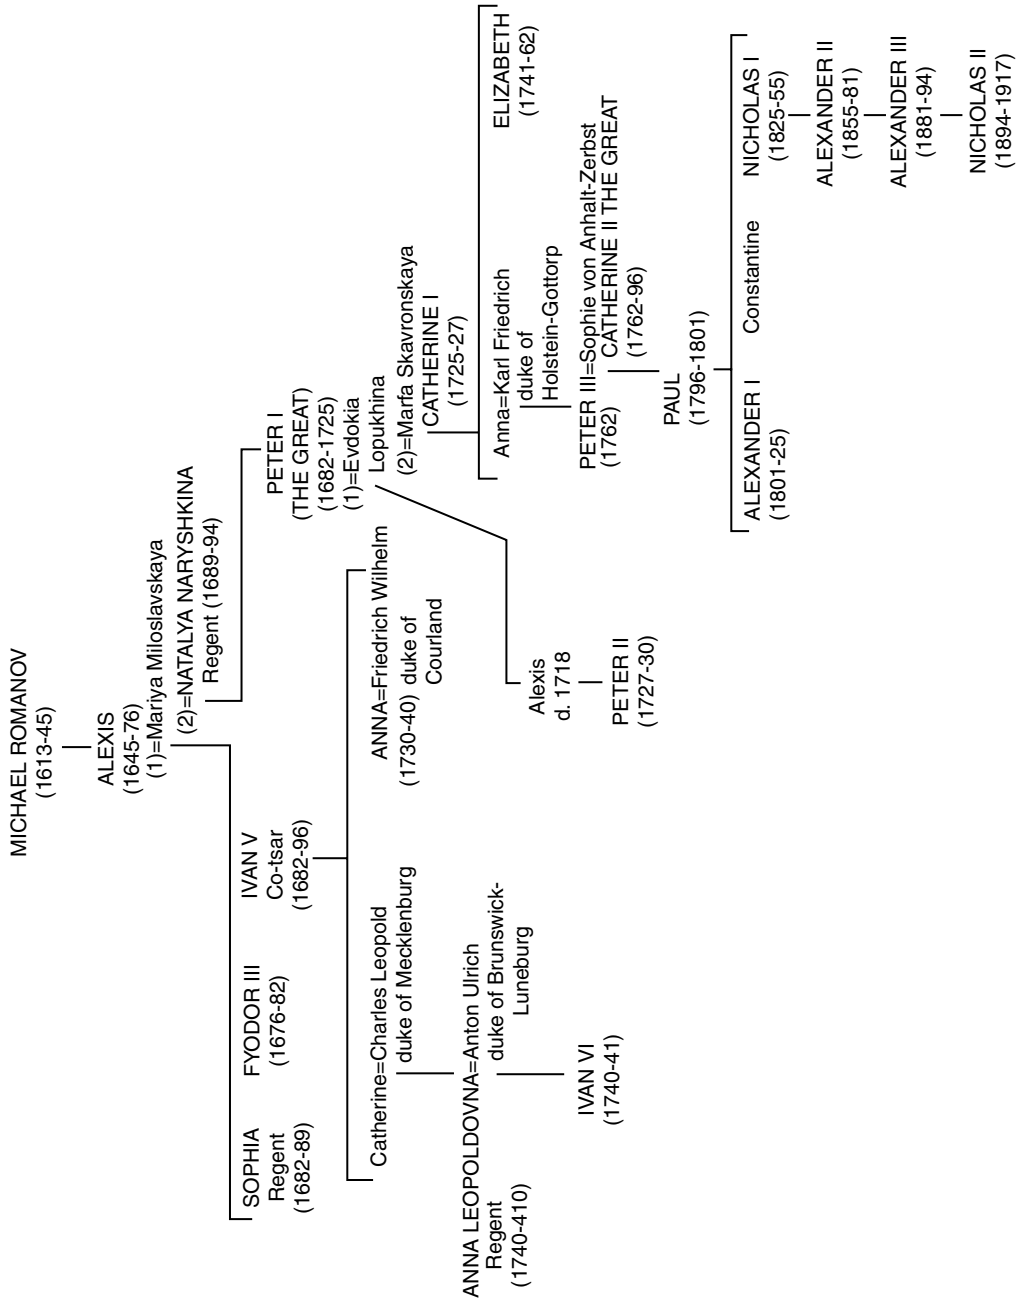 MICHAEL ROMANOV
(1613-45)
ALEXIS
(1645-76)
(1)=Mariya Miloslavskaya
(2)=NATALYA NARYSHKINA
Regent (1689-94)
SOPHIA
Regent
(1682-89)
FYODOR III
(1676-82)
IVAN V
Co-tsar
(1682-96)
PETER I
(THE GREAT)
(1682-1725)
(1)=Evdokia
Lopukhina
(2)=Marfa Skavronskaya
CATHERINE I
(1725-27)
Catherine=Charles Leopold
duke of Mecklenburg
ANNA=Friedrich Wilhelm
(1730-40) duke of
Courland
ANNA LEOPOLDOVNA=Anton Ulrich
Regent
(1740-410)
duke of Brunswick-
Luneburg
IVAN VI
(1740-41)
Alexis
d. 1718
PETER II
(1727-30)
Anna=Karl Friedrich
duke of
Holstein-Gottorp
ELIZABETH
(1741-62)
PETER III=Sophie von Anhalt-Zerbst
(1762)
CATHERINE II THE GREAT
(1762-96)
PAUL
(1796-1801)
ALEXANDER I
(1801-25)
Constantine
NICHOLAS I
(1825-55)
ALEXANDER II
(1855-81)
ALEXANDER III
(1881-94)
NICHOLAS II
(1894-1917)